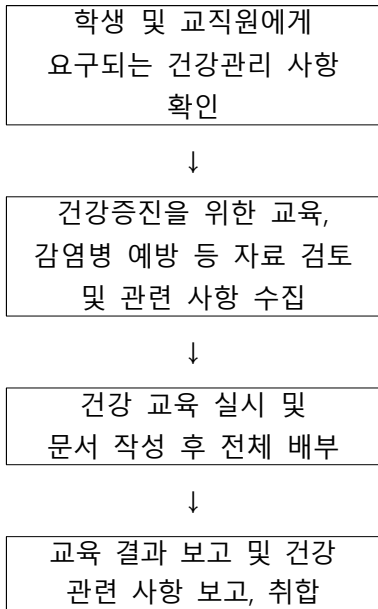 학생 및 교직원에게
요구되는 건강관리 사항
확인
↓
건강증진을 위한 교육,
감염병 예방 등 자료 검토
및 관련 사항 수집
↓
건강 교육 실시 및
문서 작성 후 전체 배부
↓
교육 결과 보고 및 건강
관련 사항 보고, 취합